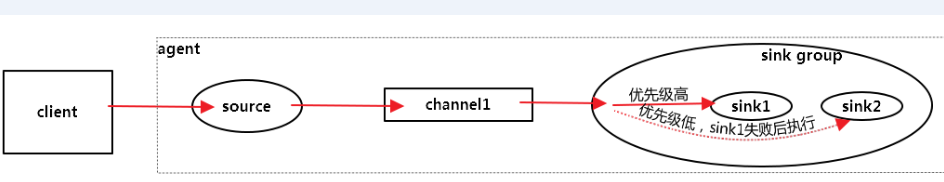 agent
sink group
client
source
channel1
优先级高
sink1
sink2
优先级低，sink1失败后执行